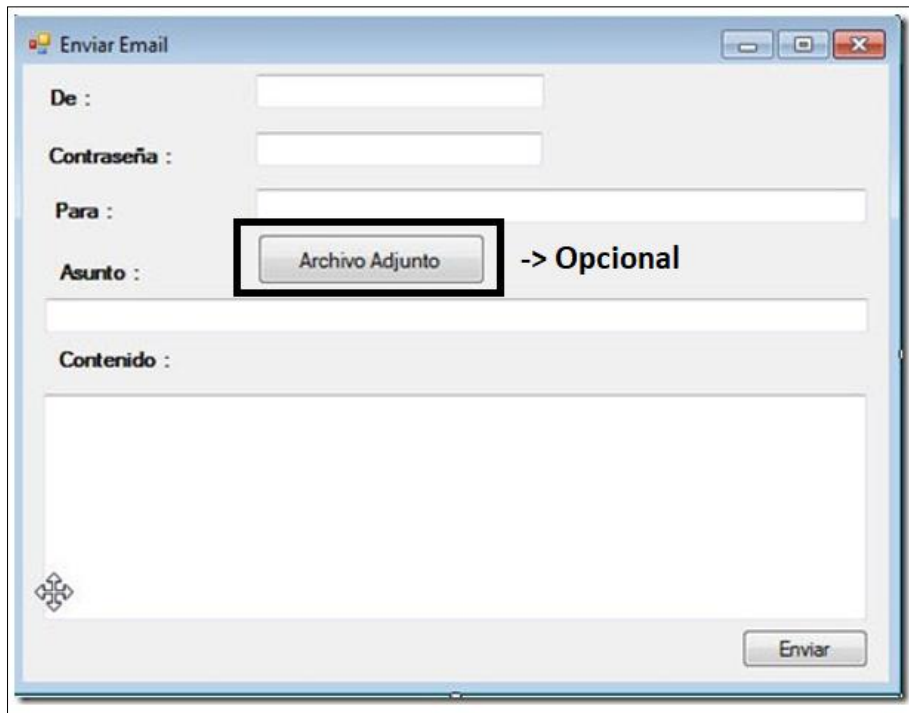 Enviar Email
De :
Contraseña :
Para :
Archivo Adjunto -> Opcional
Asunto :
Contenido :
Enviar